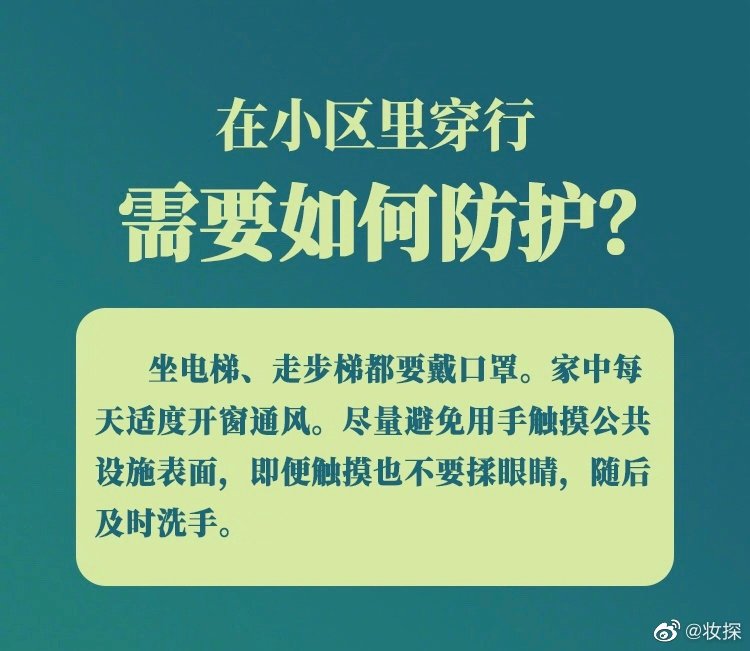 在小区里穿行
需要如何防护?
坐电梯、走步梯都要戴口罩。家中每
天适度开窗通风。尽量避免用手触摸公共
设施表面，即便触摸也不要揉眼睛，随后
及时洗手。
@妆探